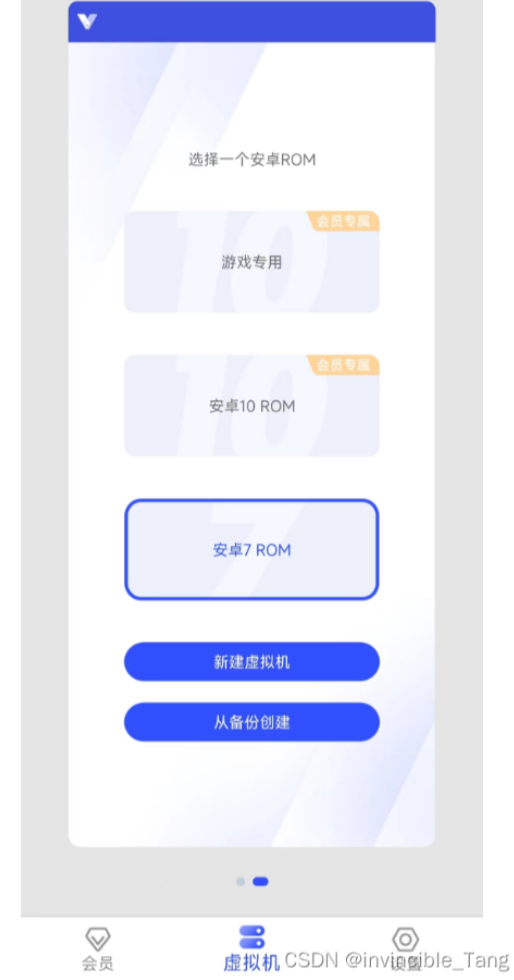 选择一个安卓ROM
会员专属
游戏专用
会员专属
安卓10 ROM
安卓7 ROM
新建虚拟机
从备份创建
会员
虚拟机
设置
CSDN @invingible_Tang